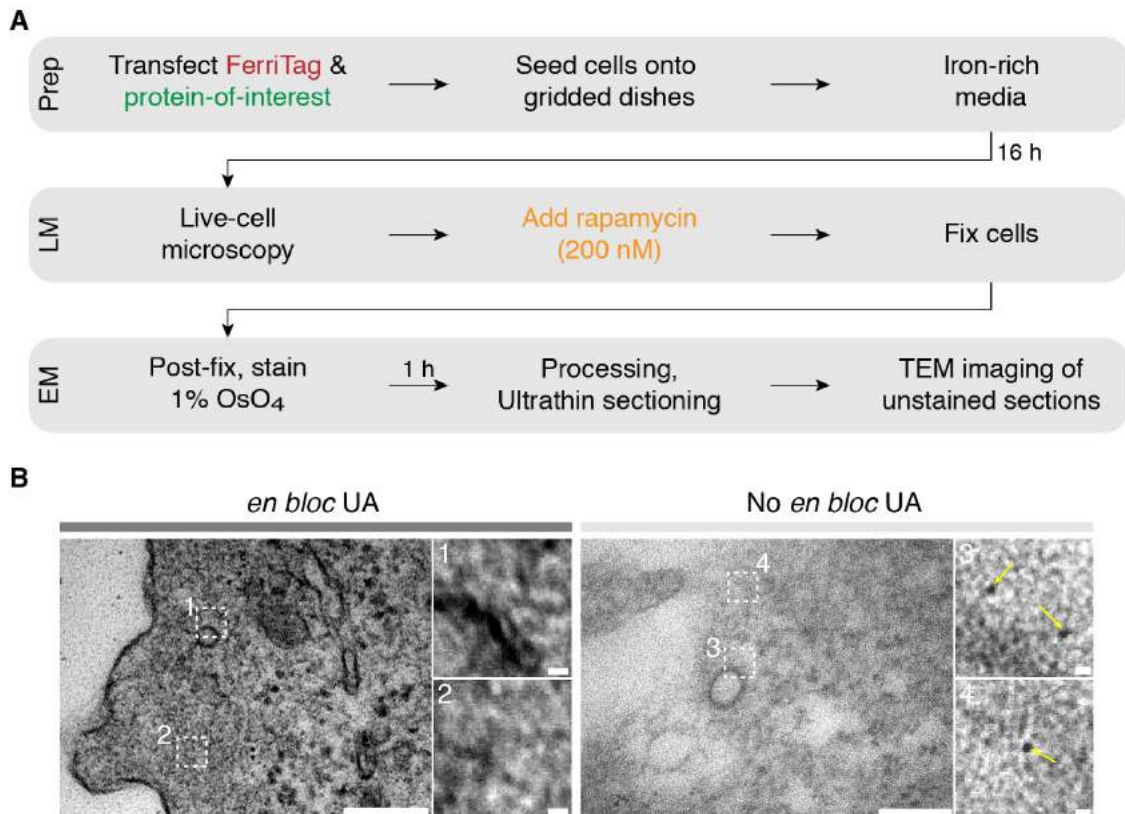 A
Prep
Transfect FerriTag &
protein-of-interest
Seed cells onto
gridded dishes
Iron-rich
media
16 h
LM
Live-cell
microscopy
Add rapamycin
(200 nM)
Fix cells
EM
Post-fix, stain
1% OsO₄
1 h
Processing,
Ultrathin sectioning
TEM imaging of
unstained sections
B
en bloc UA
No en bloc UA
1
2
1
2
4
3
3
4